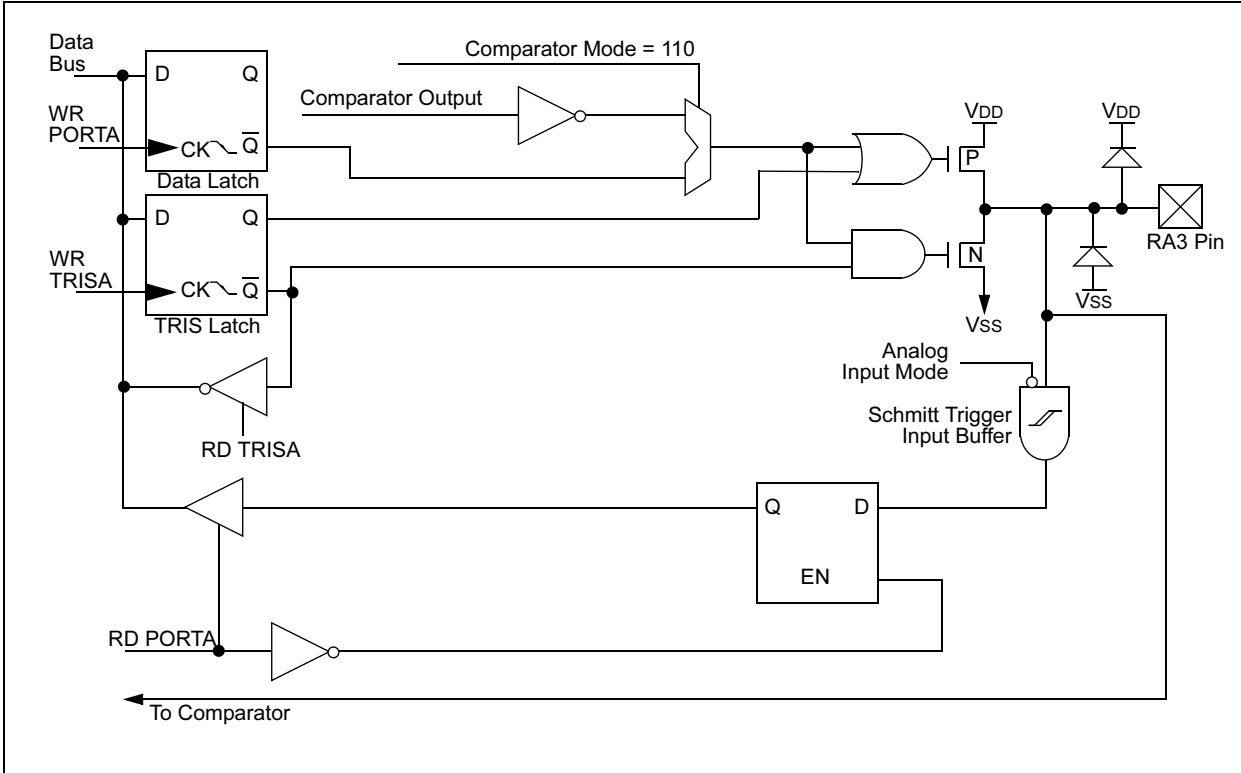 Data
Bus
D Q
WR
PORTA
CK Q
Data Latch
D Q
WR
TRISA
CK Q
TRIS Latch
RD TRISA
Comparator Mode = 110
Comparator Output
VDD
P
N
VSS
VDD
VSS
RA3 Pin
Analog
Input Mode
Schmitt Trigger
Input Buffer
Q D
EN
RD PORTA
To Comparator